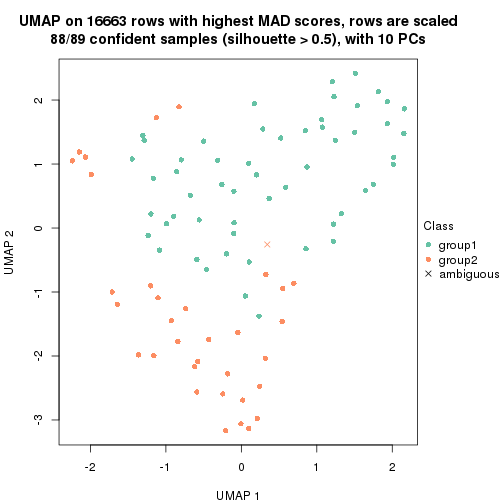 UMAP on 16663 rows with highest MAD scores, rows are scaled
88/89 confident samples (silhouette > 0.5), with 10 PCs
2
1
0
-1
-2
-3
UMAP 2
-2
-1
0
1
2
UMAP 1
Class
group1
group2
ambiguous